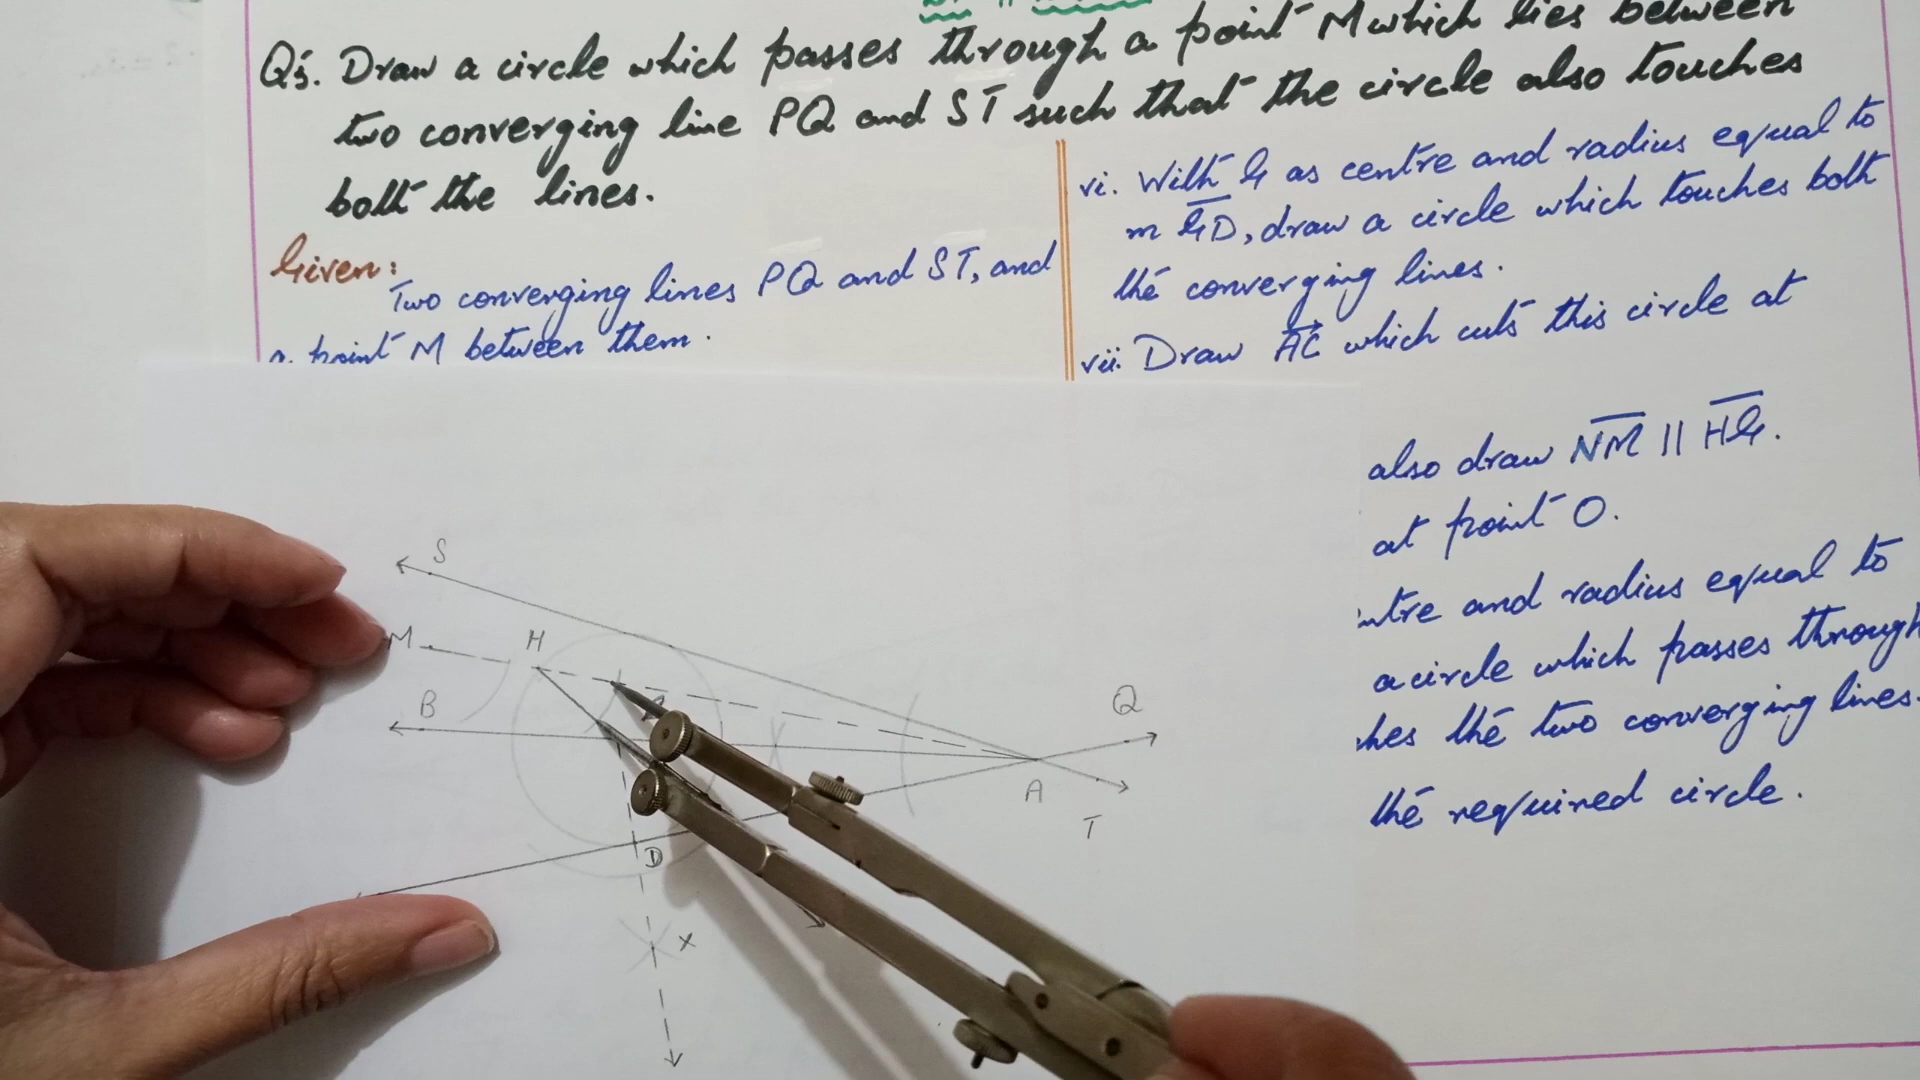 Q5. Draw a circle which passes through a point M which lies between
two converging line PQ and ST such that the circle also touches
both the lines.
Given:
Two converging lines PQ and ST, and
point M between them.
vi. With G as centre and radius equal to
m GD, draw a circle which touches both
the converging lines.
vii. Draw AC which cuts this circle at
also draw NM || HG.
at point O.
and radius equal to
a circle which passes through
the two converging lines.
the required circle.
S
M
H
B
Q
A
T
D
X